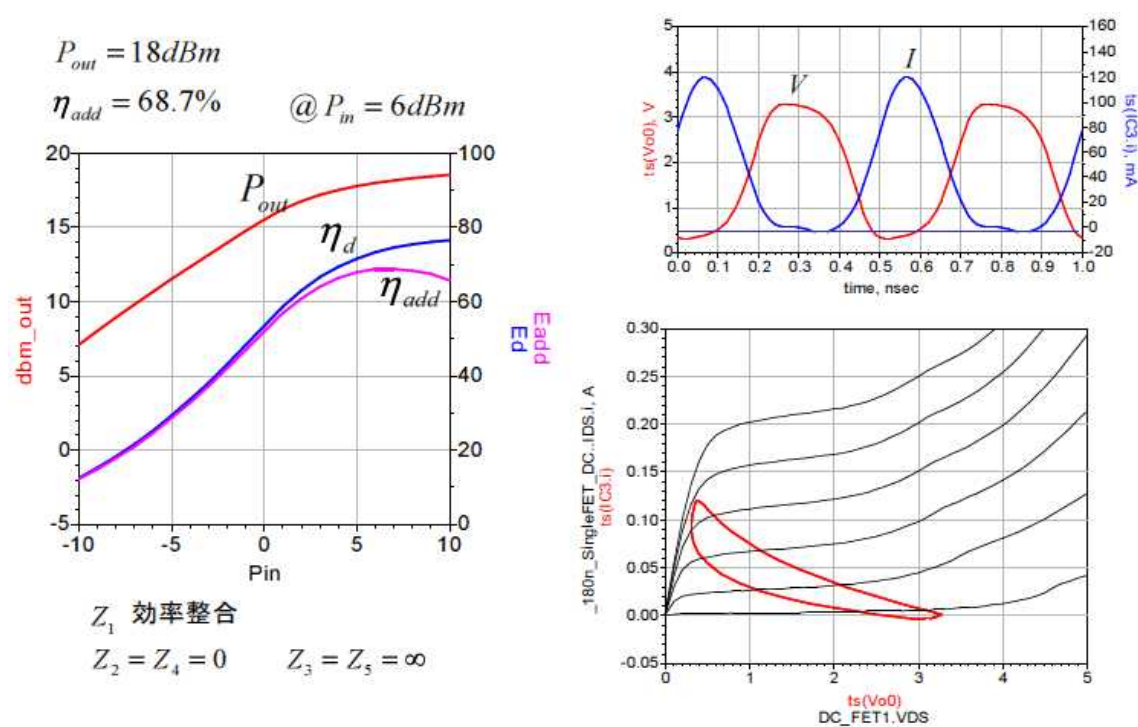 P_out = 18dBm
η_add = 68.7% @ P_in = 6dBm
20
15
10
5
0
-5
100
80
60
40
20
0
-10
-5
0
5
10
P_out
η_d
η_add
dbm_out
Eadd
Ed
Pin
Z_1 効率整合
Z_2 = Z_4 = 0 Z_3 = Z_5 = ∞
5
4
3
2
1
0
160
140
120
100
80
60
40
20
0
-20
0.0
0.1
0.2
0.3
0.4
0.5
0.6
0.7
0.8
0.9
1.0
V
I
ts(Vo0), V
ts(IC3.i), mA
time, nsec
0.30
0.25
0.20
0.15
0.10
0.05
0.00
-0.05
0
1
2
3
4
5
_180n_SingleFET_DC..IDS.i, A
ts(IC3.i)
ts(Vo0)
DC_FET1.VDS